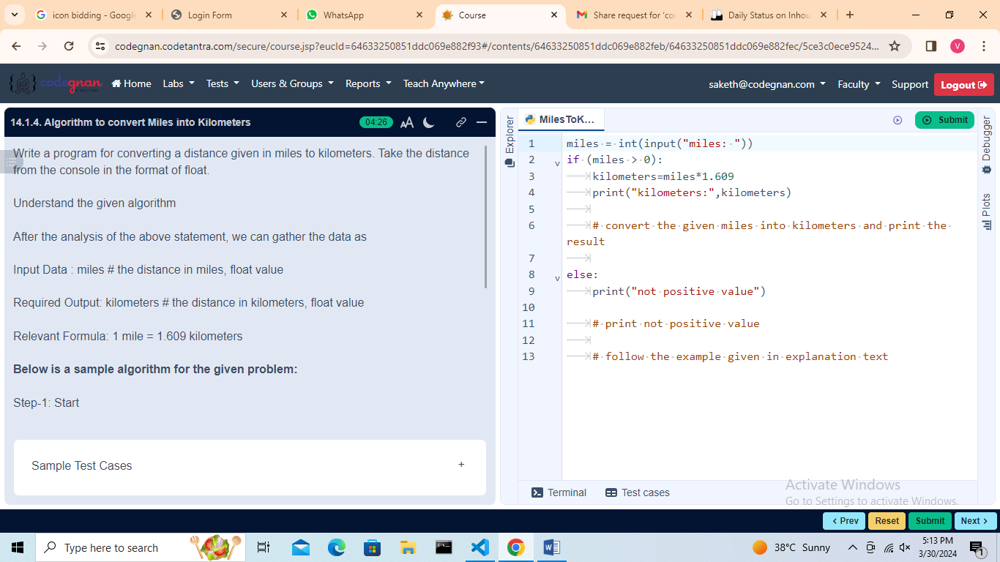 icon bidding - Google
Login Form
WhatsApp
Course
Share request for 'coo
Daily Status on Inhou
codegnan.codetantra.com/secure/course.jsp?euclId=64633250851ddc069e882f93#/contents/64633250851ddc069e882feb/64633250851ddc069e882fec/5ce3c0ece9524...
V
codegnan
Home
Labs
Tests
Users & Groups
Reports
Teach Anywhere
saketh@codegnan.com
Faculty
Support
Logout
14.1.4. Algorithm to convert Miles into Kilometers
04:26
AA
Write a program for converting a distance given in miles to kilometers. Take the distance
from the console in the format of float.
Understand the given algorithm
After the analysis of the above statement, we can gather the data as
Input Data : miles # the distance in miles, float value
Required Output: kilometers # the distance in kilometers, float value
Relevant Formula: 1 mile = 1.609 kilometers
Below is a sample algorithm for the given problem:
Step-1: Start
Sample Test Cases
+
Explorer
MilesToK...
Submit
1 miles = int(input("miles: "))
2 if (miles > 0):
3 kilometers=miles*1.609
4 print("kilometers:",kilometers)
5
6 # convert the given miles into kilometers and print the
result
7
8 else:
9 print("not positive value")
10
11 # print not positive value
12
13 # follow the example given in explanation text
Debugger
Plots
Terminal
Test cases
Activate Windows
Go to Settings to activate Windows.
Prev
Reset
Submit
Next
Type here to search
38°C Sunny
5:13 PM
3/30/2024
1